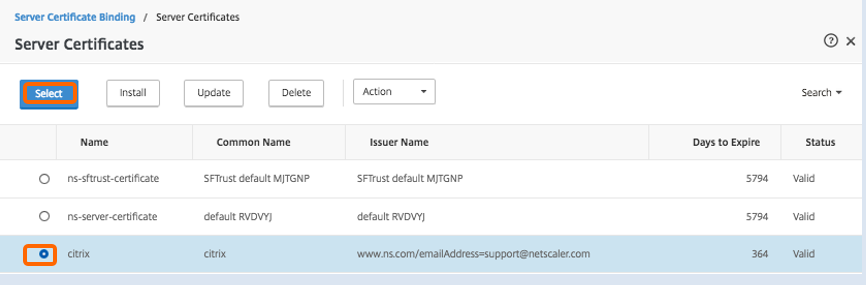 Server Certificate Binding / Server Certificates
Server Certificates
Select Install Update Delete Action Search
Name Common Name Issuer Name Days to Expire Status
ns-sftrust-certificate SFTrust default MJTGNP SFTrust default MJTGNP 5794 Valid
ns-server-certificate default RVDVYJ default RVDVYJ 5794 Valid
citrix citrix www.ns.com/emailAddress=support@netscaler.com 364 Valid